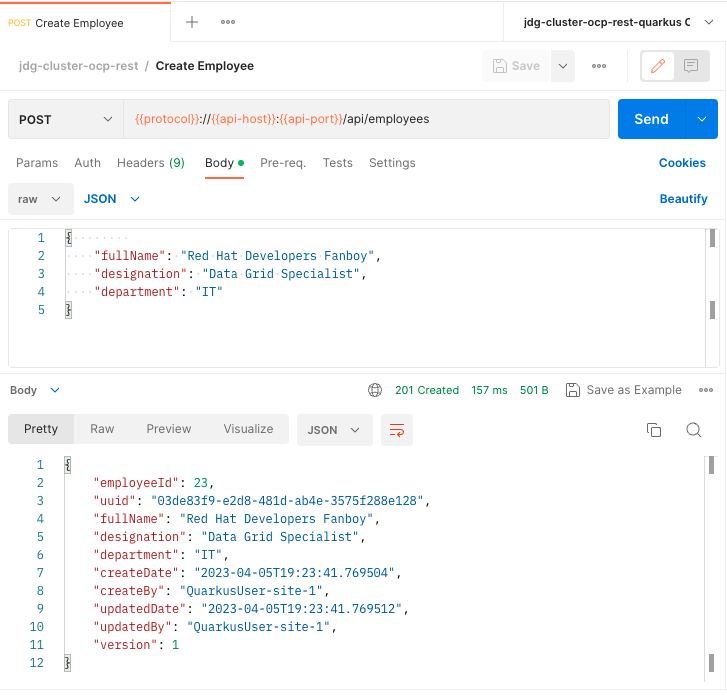 POST Create Employee
jdg-cluster-ocp-rest-quarkus C
jdg-cluster-ocp-rest / Create Employee
Save
POST
{{protocol}}://{{api-host}}:{{api-port}}/api/employees
Send
Params Auth Headers (9) Body Pre-req. Tests Settings
Cookies
raw JSON
Beautify
1 {
2 "fullName": "Red Hat Developers Fanboy",
3 "designation": "Data Grid Specialist",
4 "department": "IT"
5 }
Body 201 Created 157 ms 501 B Save as Example
Pretty Raw Preview Visualize JSON
1 {
2 "employeeId": 23,
3 "uuid": "03de83f9-e2d8-481d-ab4e-3575f288e128",
4 "fullName": "Red Hat Developers Fanboy",
5 "designation": "Data Grid Specialist",
6 "department": "IT",
7 "createDate": "2023-04-05T19:23:41.769504",
8 "createBy": "QuarkusUser-site-1",
9 "updatedDate": "2023-04-05T19:23:41.769512",
10 "updatedBy": "QuarkusUser-site-1",
11 "version": 1
12 }